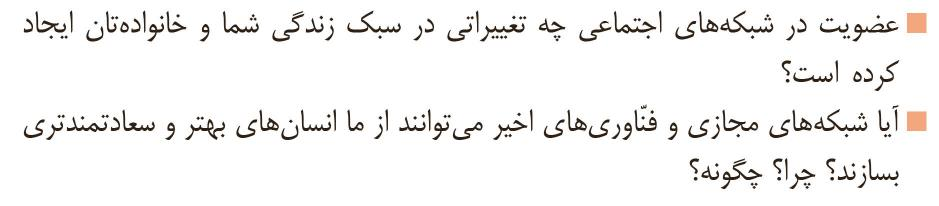 ■ عضویت در شبکه‌های اجتماعی چه تغییراتی در سبک زندگی شما و خانواده‌تان ایجاد
کرده است؟
■ آیا شبکه‌های مجازی و فنّاوری‌های اخیر می‌توانند از ما انسان‌های بهتر و سعادتمندتری
بسازند؟ چرا؟ چگونه؟